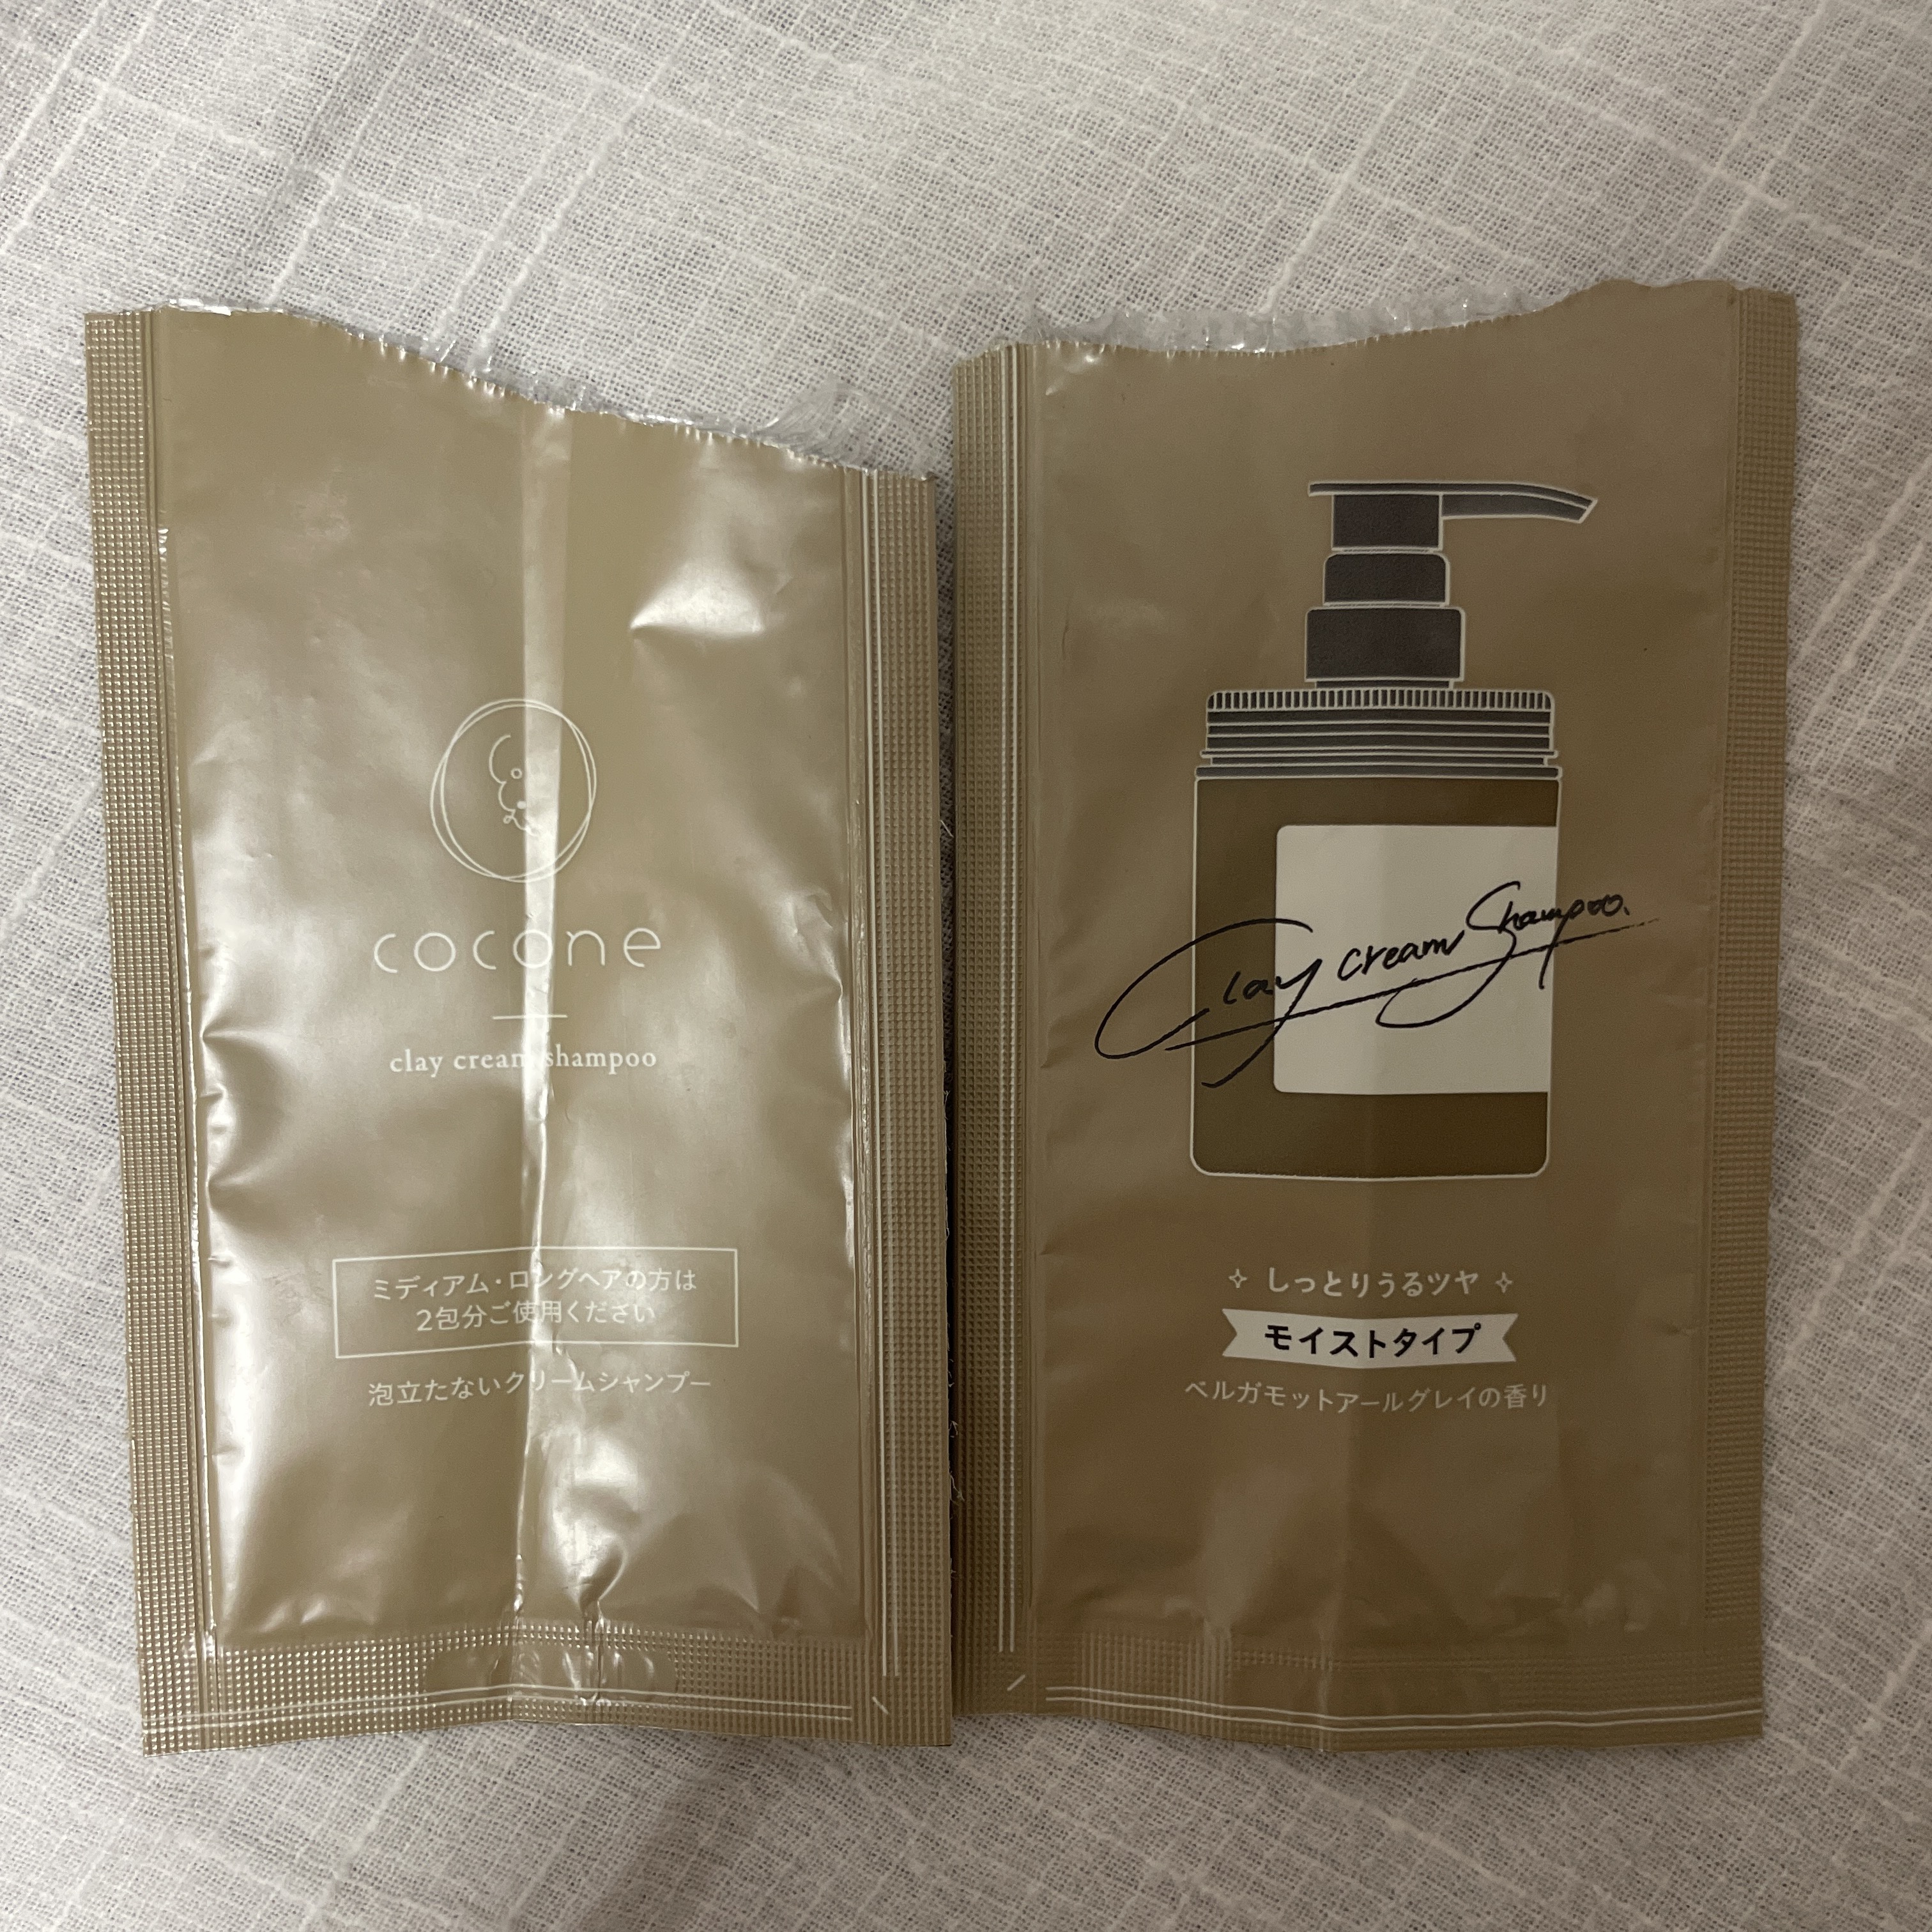 cocone
clay cream shampoo
ミディアム・ロングヘアの方は
2包分ご使用ください
泡立たないクリームシャンプー
Clay cream Shampoo.
しっとりうるツヤ
モイストタイプ
ベルガモットアールグレイの香り